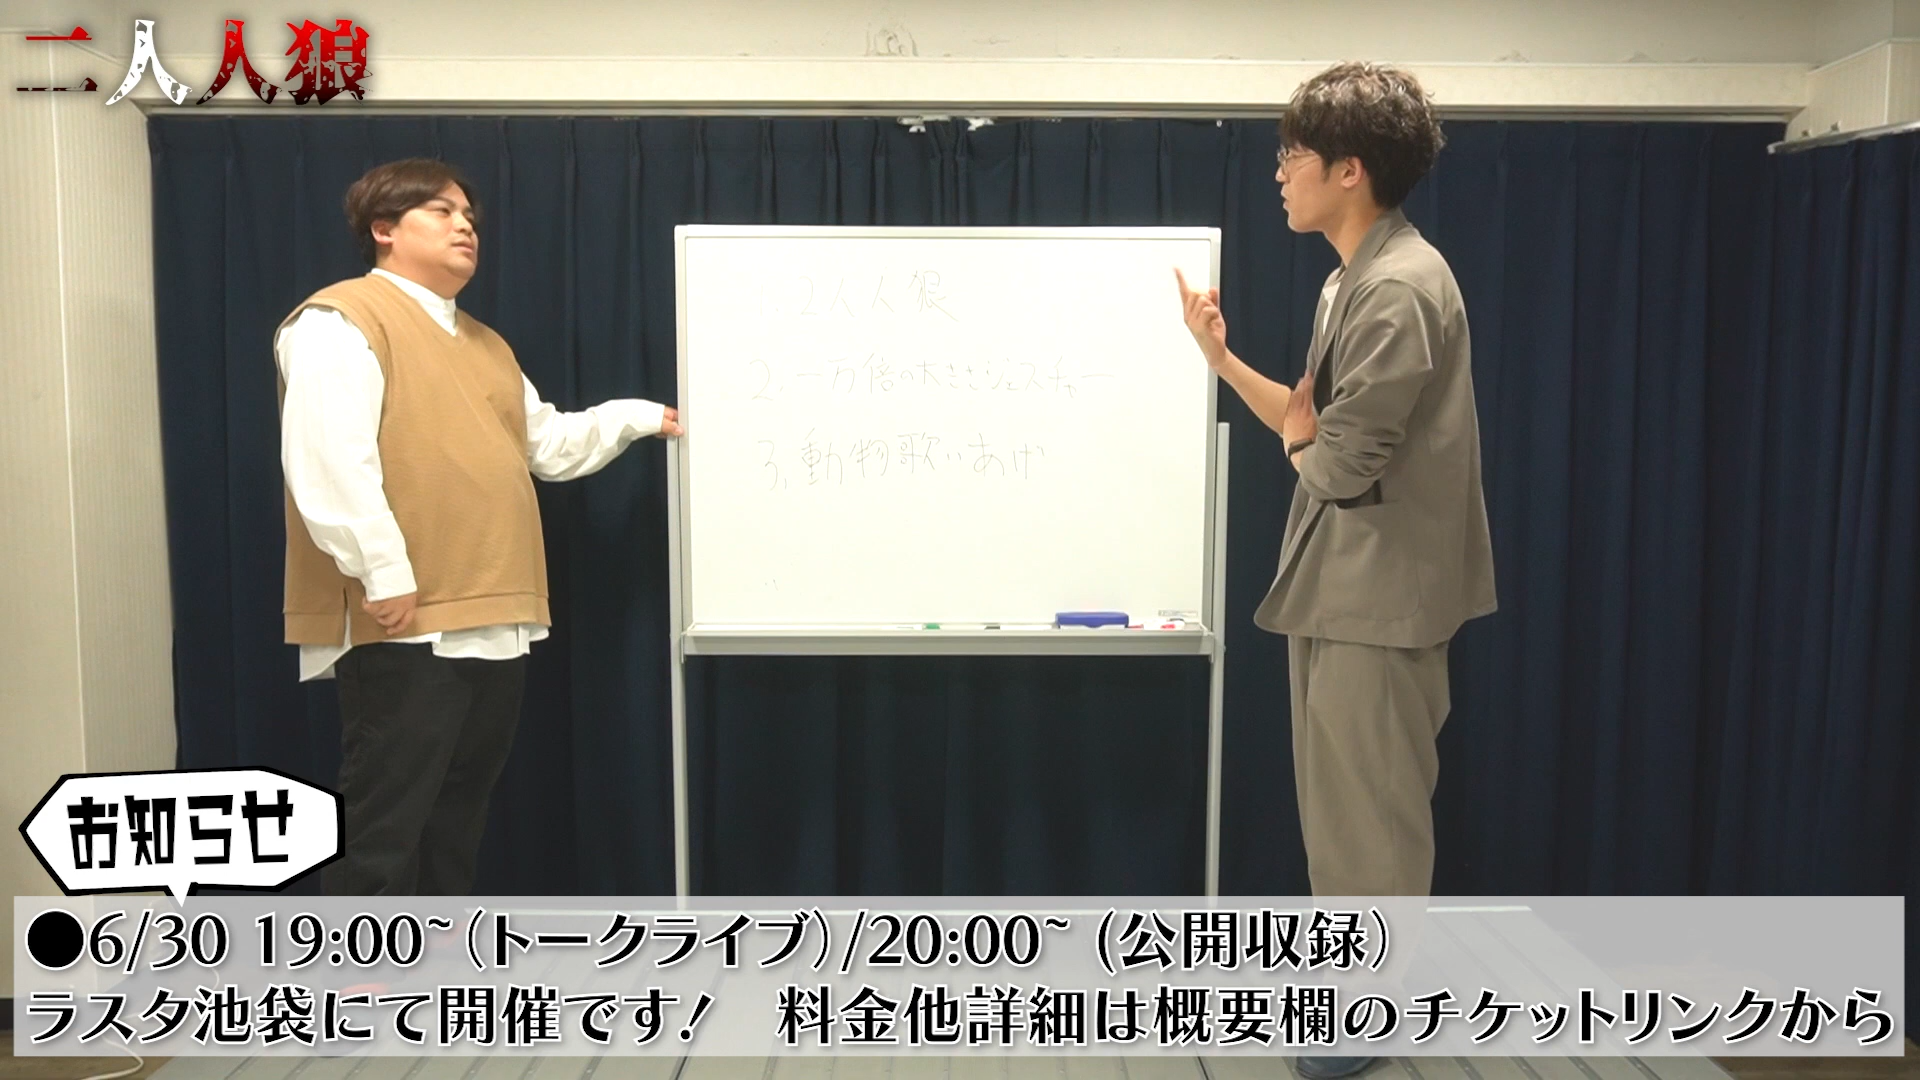 二人人狼
1. 2人人狼
2. 一万倍の大きさジェスチャー
3. 動物歌いあげ
お知らせ
●6/30 19:00~（トークライブ）/20:00~ (公開収録）
ラスタ池袋にて開催です！ 料金他詳細は概要欄のチケットリンクから